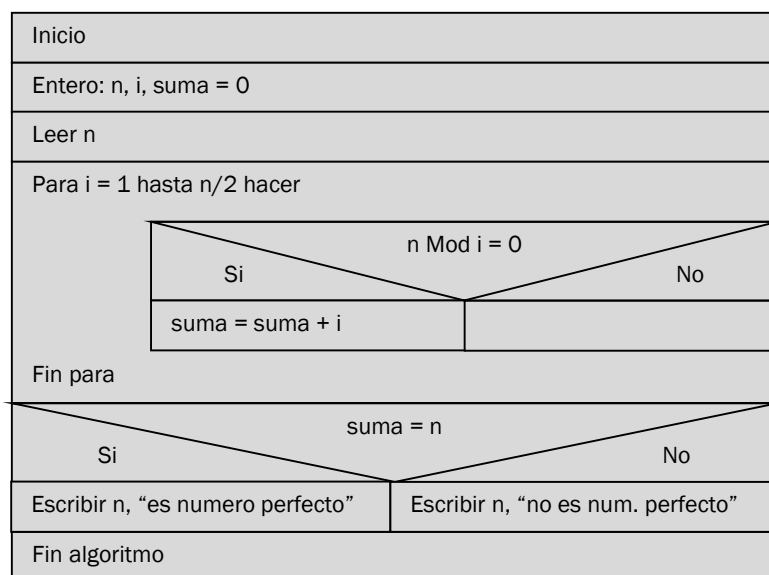 Inicio
Entero: n, i, suma = 0
Leer n
Para i = 1 hasta n/2 hacer
n Mod i = 0
Si
No
suma = suma + i
Fin para
suma = n
Si
No
Escribir n, “es numero perfecto”
Escribir n, “no es num. perfecto”
Fin algoritmo